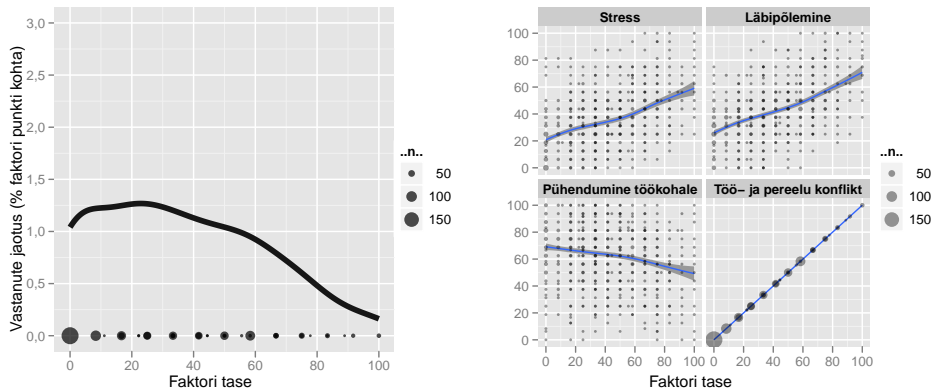 Vastanute jaotus (% faktori punkti kohta)
3,0
2,5
2,0
1,5
1,0
0,5
0,0
0 20 40 60 80 100
Faktori tase
..n..
50
100
150
Stress
Läbipõlemine
100
80
60
40
20
0
Pühendumine töökohale
Töö− ja pereelu konflikt
100
80
60
40
20
0
0 20 40 60 80 100
0 20 40 60 80 100
Faktori tase
..n..
50
100
150